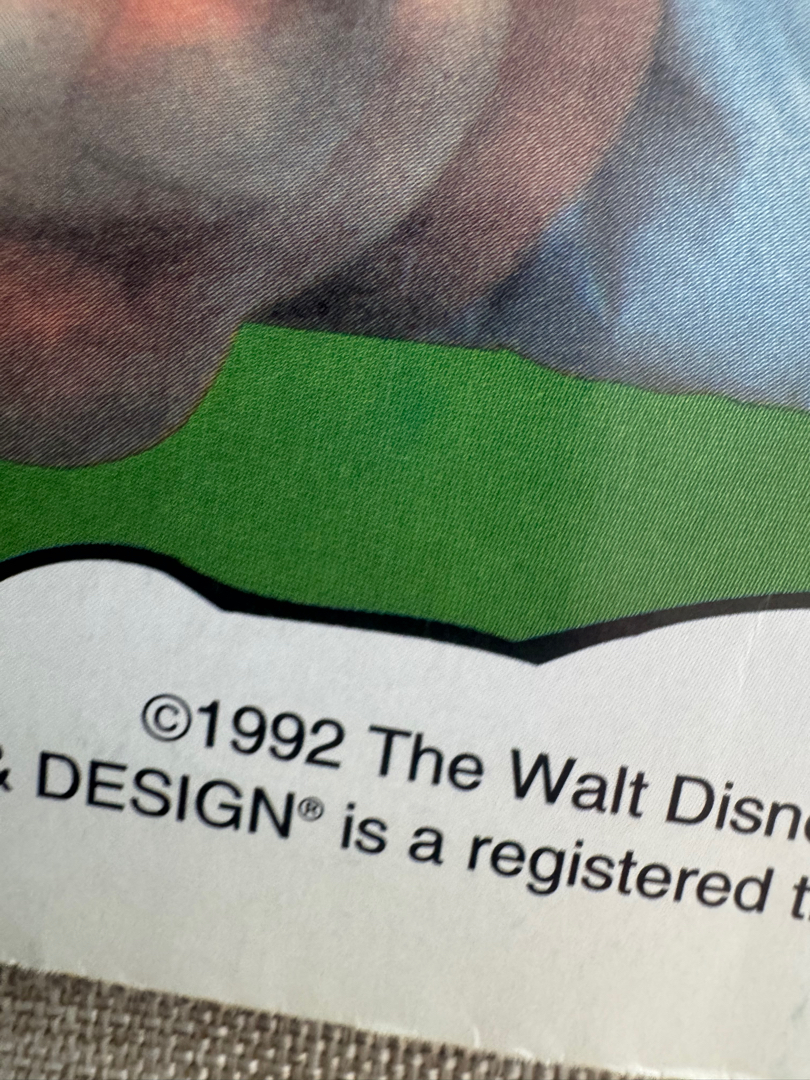 ©1992 The Walt Disn
& DESIGN® is a registered